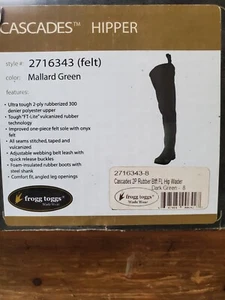 CASCADES™ HIPPER
style # 2716343 (felt)
color: Mallard Green
features:
• Ultra tough 2-ply rubberized 300
denier polyester upper
• Tough "FT-Lite" vulcanized rubber
technology
• Improved one-piece felt sole with onyx
felt
• All seams stitched, taped and
vulcanized
• Adjustable webbing belt leash with
quick release buckles
• Foam-insulated rubber boots with
steel shank
• Comfort fit, angled leg openings
2716343-8
Cascades 2P Rubber Btft FL Hip Wader
Dark Green 8
frogg toggs®